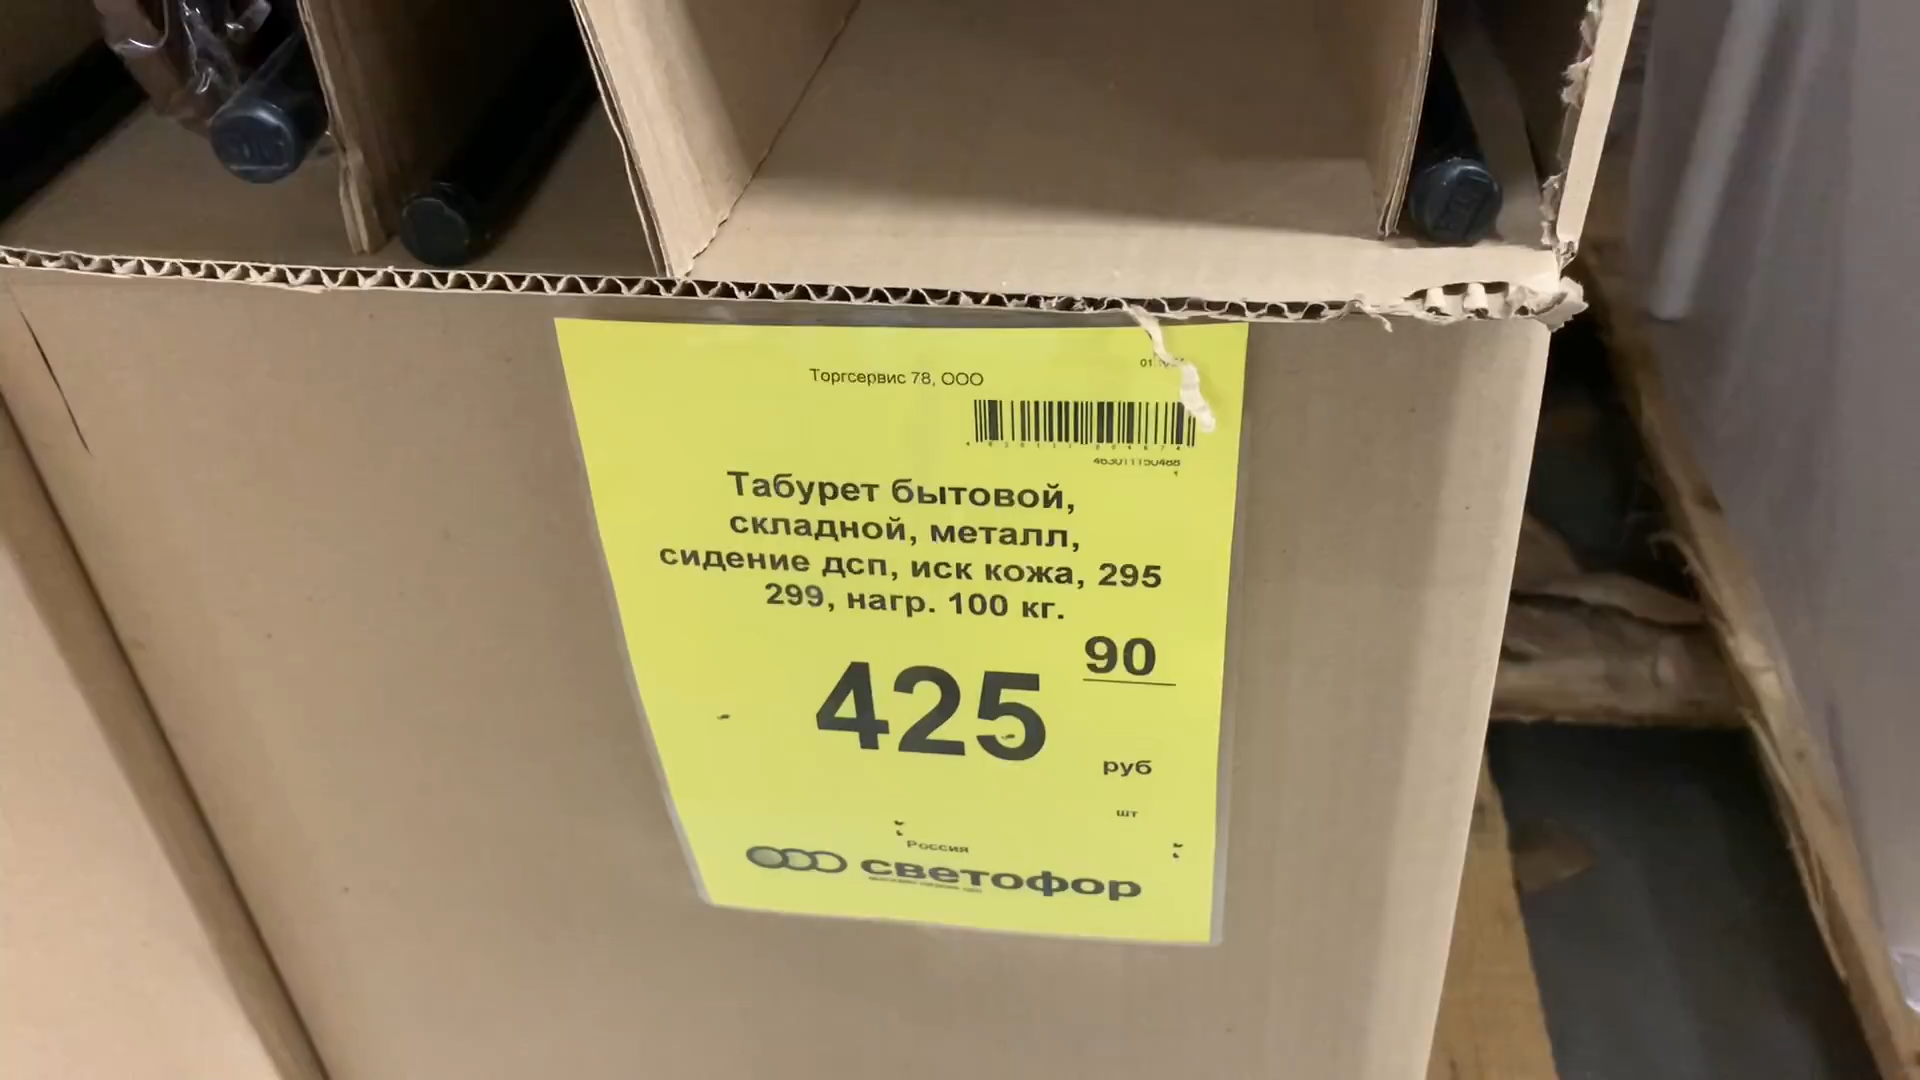 Торгсервис 78, ООО
Табурет бытовой,
складной, металл,
сидение дсп, иск кожа, 295
299, нагр. 100 кг.
425 90
руб
шт
Россия
светофор